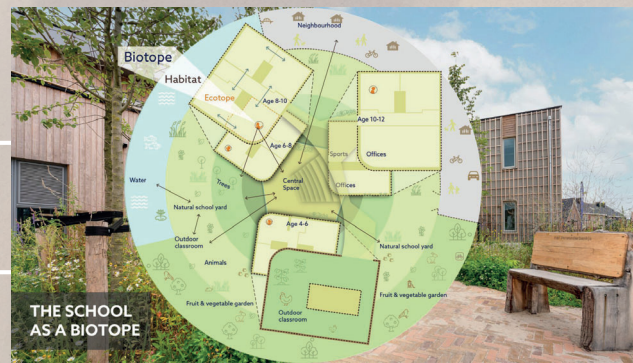 Neighbourhood
Biotope
Habitat
Ecotope
Age 8-10
Age 10-12
Age 6-8
Sports
Offices
Water
Trees
Central
Space
Offices
Natural school yard
Outdoor
classroom
Age 4-6
Natural school yard
Animals
Fruit & vegetable garden
Fruit & vegetable garden
Outdoor
classroom
THE SCHOOL
AS A BIOTOPE